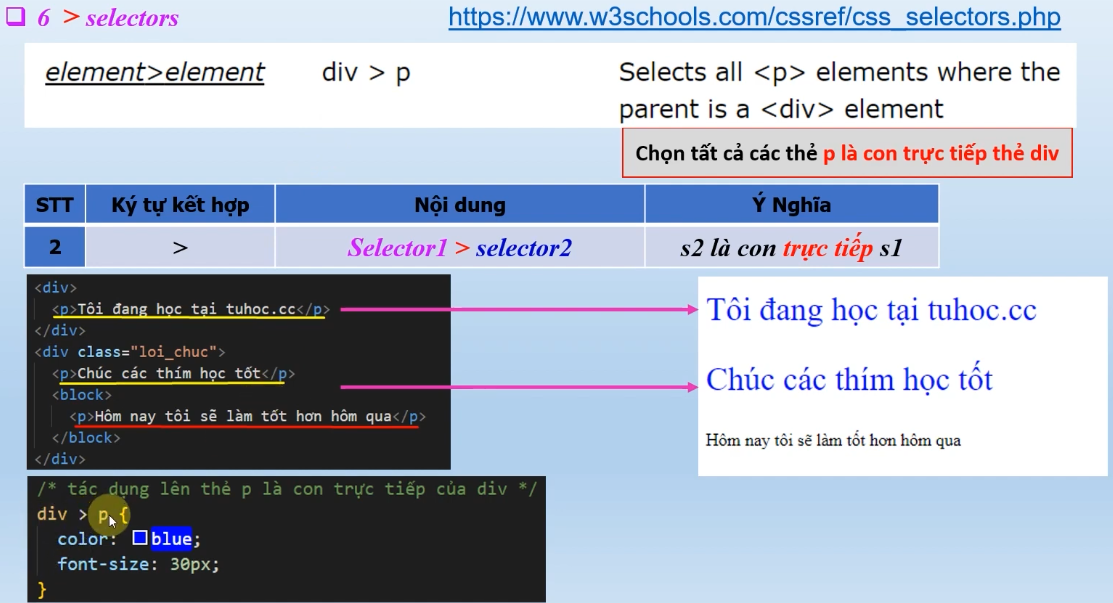 ❑ 6 > selectors
https://www.w3schools.com/cssref/css_selectors.php
element>element div > p Selects all <p> elements where the
parent is a <div> element
Chọn tất cả các thẻ p là con trực tiếp thẻ div
STT Ký tự kết hợp Nội dung Ý Nghĩa
2 > Selector1 > selector2 s2 là con trực tiếp s1
<div>
<p>Tôi đang học tại tuhoc.cc</p>
</div>
<div class="loi_chuc">
<p>Chúc các thím học tốt</p>
<block>
<p>Hôm nay tôi sẽ làm tốt hơn hôm qua</p>
</block>
</div>
Tôi đang học tại tuhoc.cc
Chúc các thím học tốt
Hôm nay tôi sẽ làm tốt hơn hôm qua
/* tác dụng lên thẻ p là con trực tiếp của div */
div > p {
color: blue;
font-size: 30px;
}